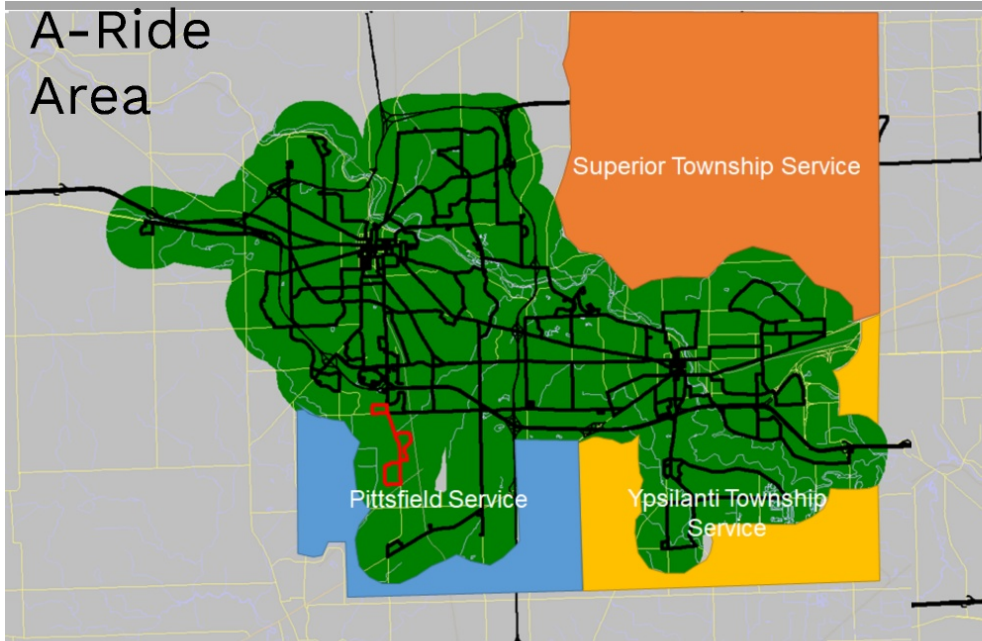 A-Ride
Area
Superior Township Service
Pittsfield Service
Ypsilanti Township
Service